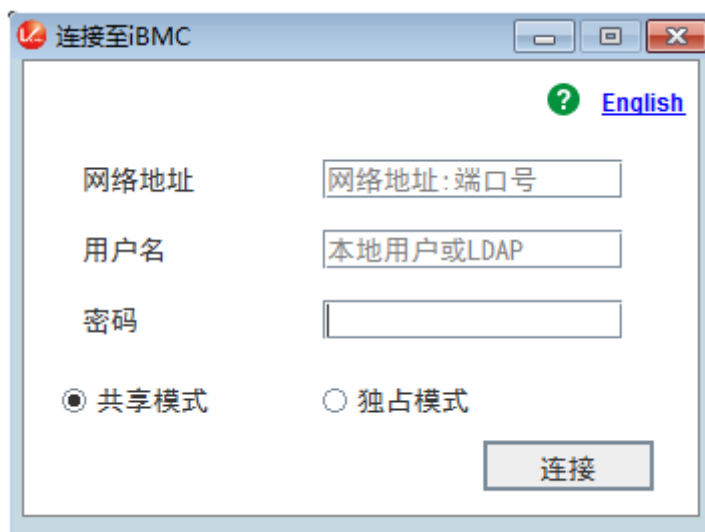 连接至iBMC
? English
网络地址 网络地址:端口号
用户名 本地用户或LDAP
密码
共享模式 独占模式
连接